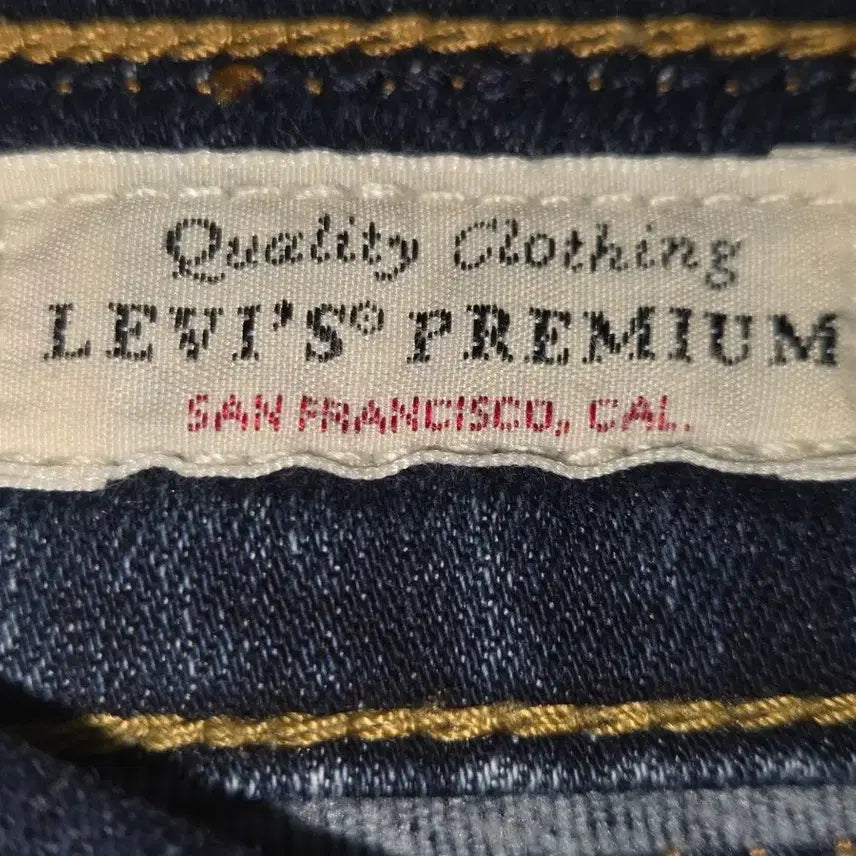 Quality Clothing
LEVI'S® PREMIUM
SAN FRANCISCO, CAL.